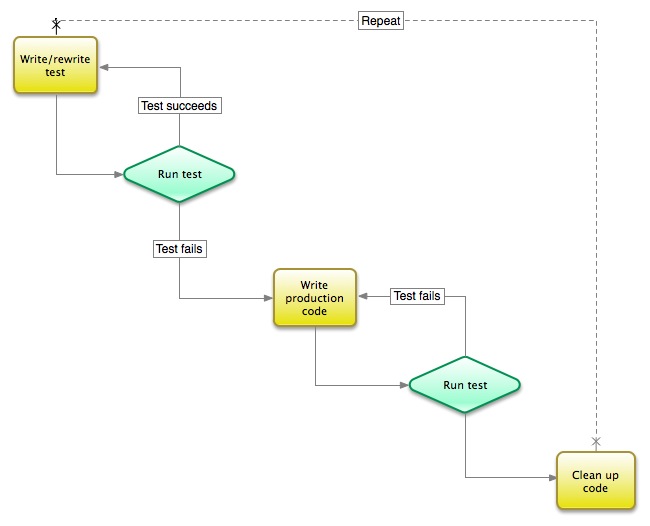 Repeat
Write/rewrite
test
Test succeeds
Run test
Test fails
Write
production
code
Test fails
Run test
Clean up
code